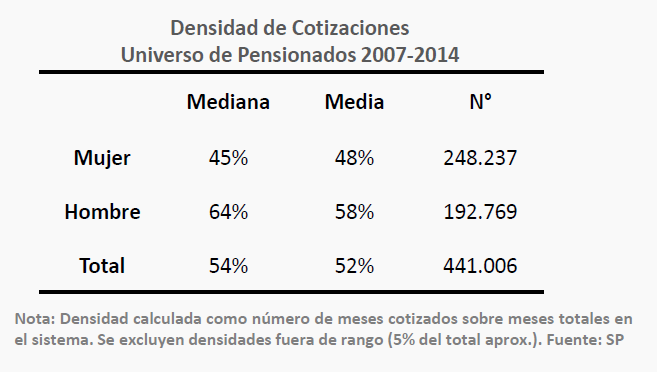 Densidad de Cotizaciones
Universo de Pensionados 2007-2014
Mediana Media N°
Mujer 45% 48% 248.237
Hombre 64% 58% 192.769
Total 54% 52% 441.006
Nota: Densidad calculada como número de meses cotizados sobre meses totales en
el sistema. Se excluyen densidades fuera de rango (5% del total aprox.). Fuente: SP